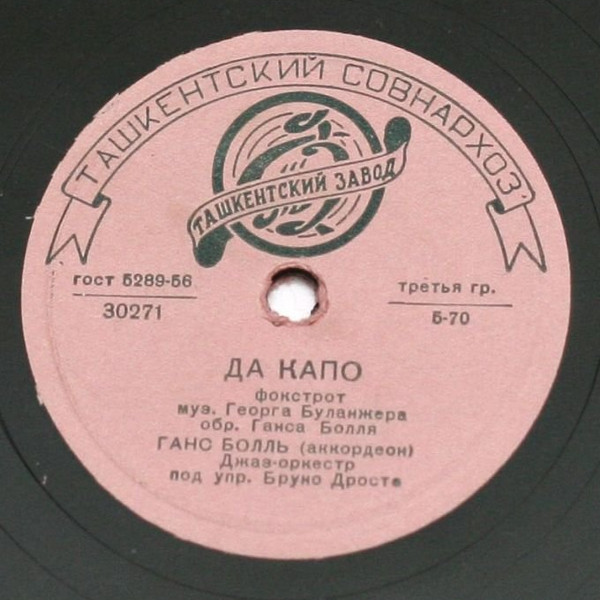 ТАШКЕНТСКИЙ СОВНАРХОЗ
ТАШКЕНТСКИЙ ЗАВОД
гост 5289-56
30271
третья гр.
Б-70
ДА КАПО
фокстрот
муз. Георга Буланжера
обр. Ганса Болля
ГАНС БОЛЛЬ (аккордеон)
Джаз-оркестр
под упр. Бруно Дросте